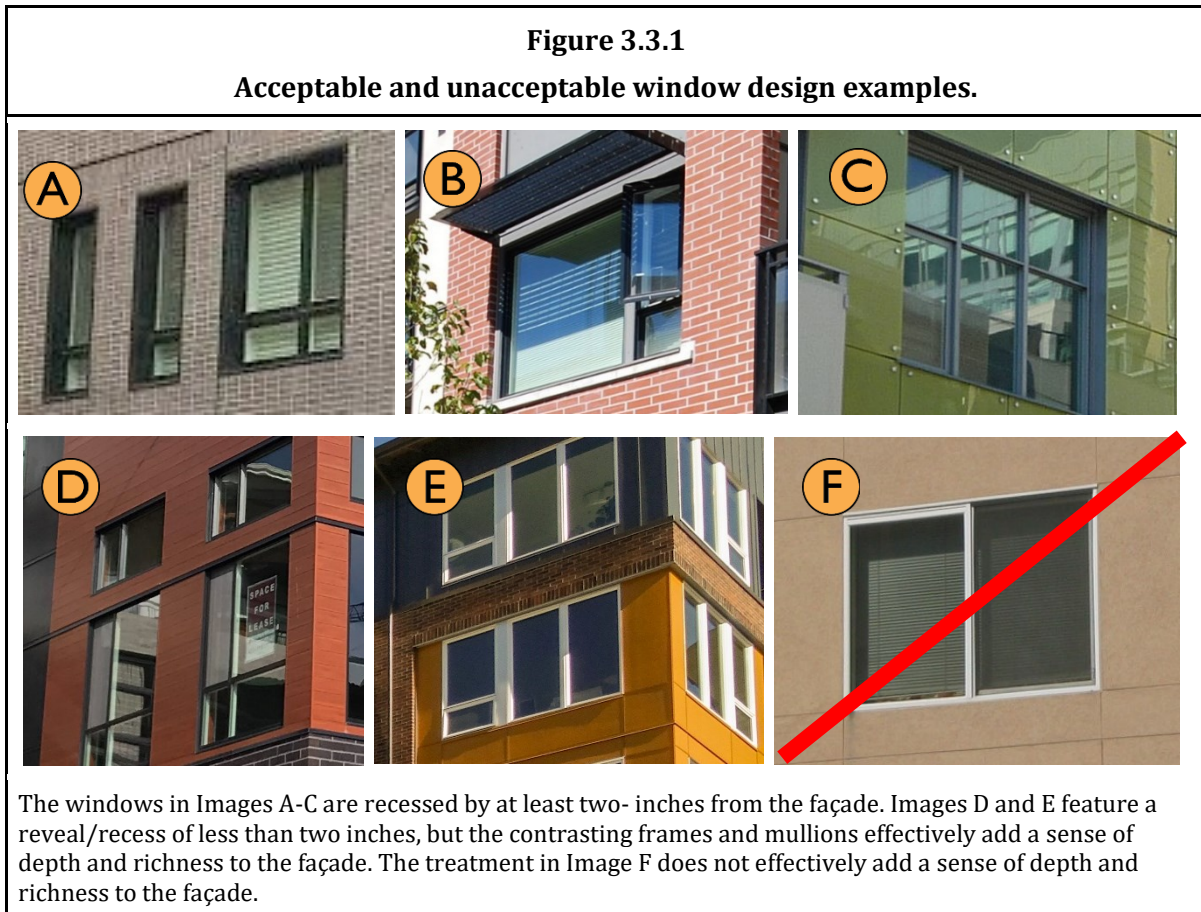 Figure 3.3.1
Acceptable and unacceptable window design examples.
A
B
C
D
SPACE
FOR
LEASE
E
F
The windows in Images A-C are recessed by at least two- inches from the façade. Images D and E feature a
reveal/recess of less than two inches, but the contrasting frames and mullions effectively add a sense of
depth and richness to the façade. The treatment in Image F does not effectively add a sense of depth and
richness to the façade.